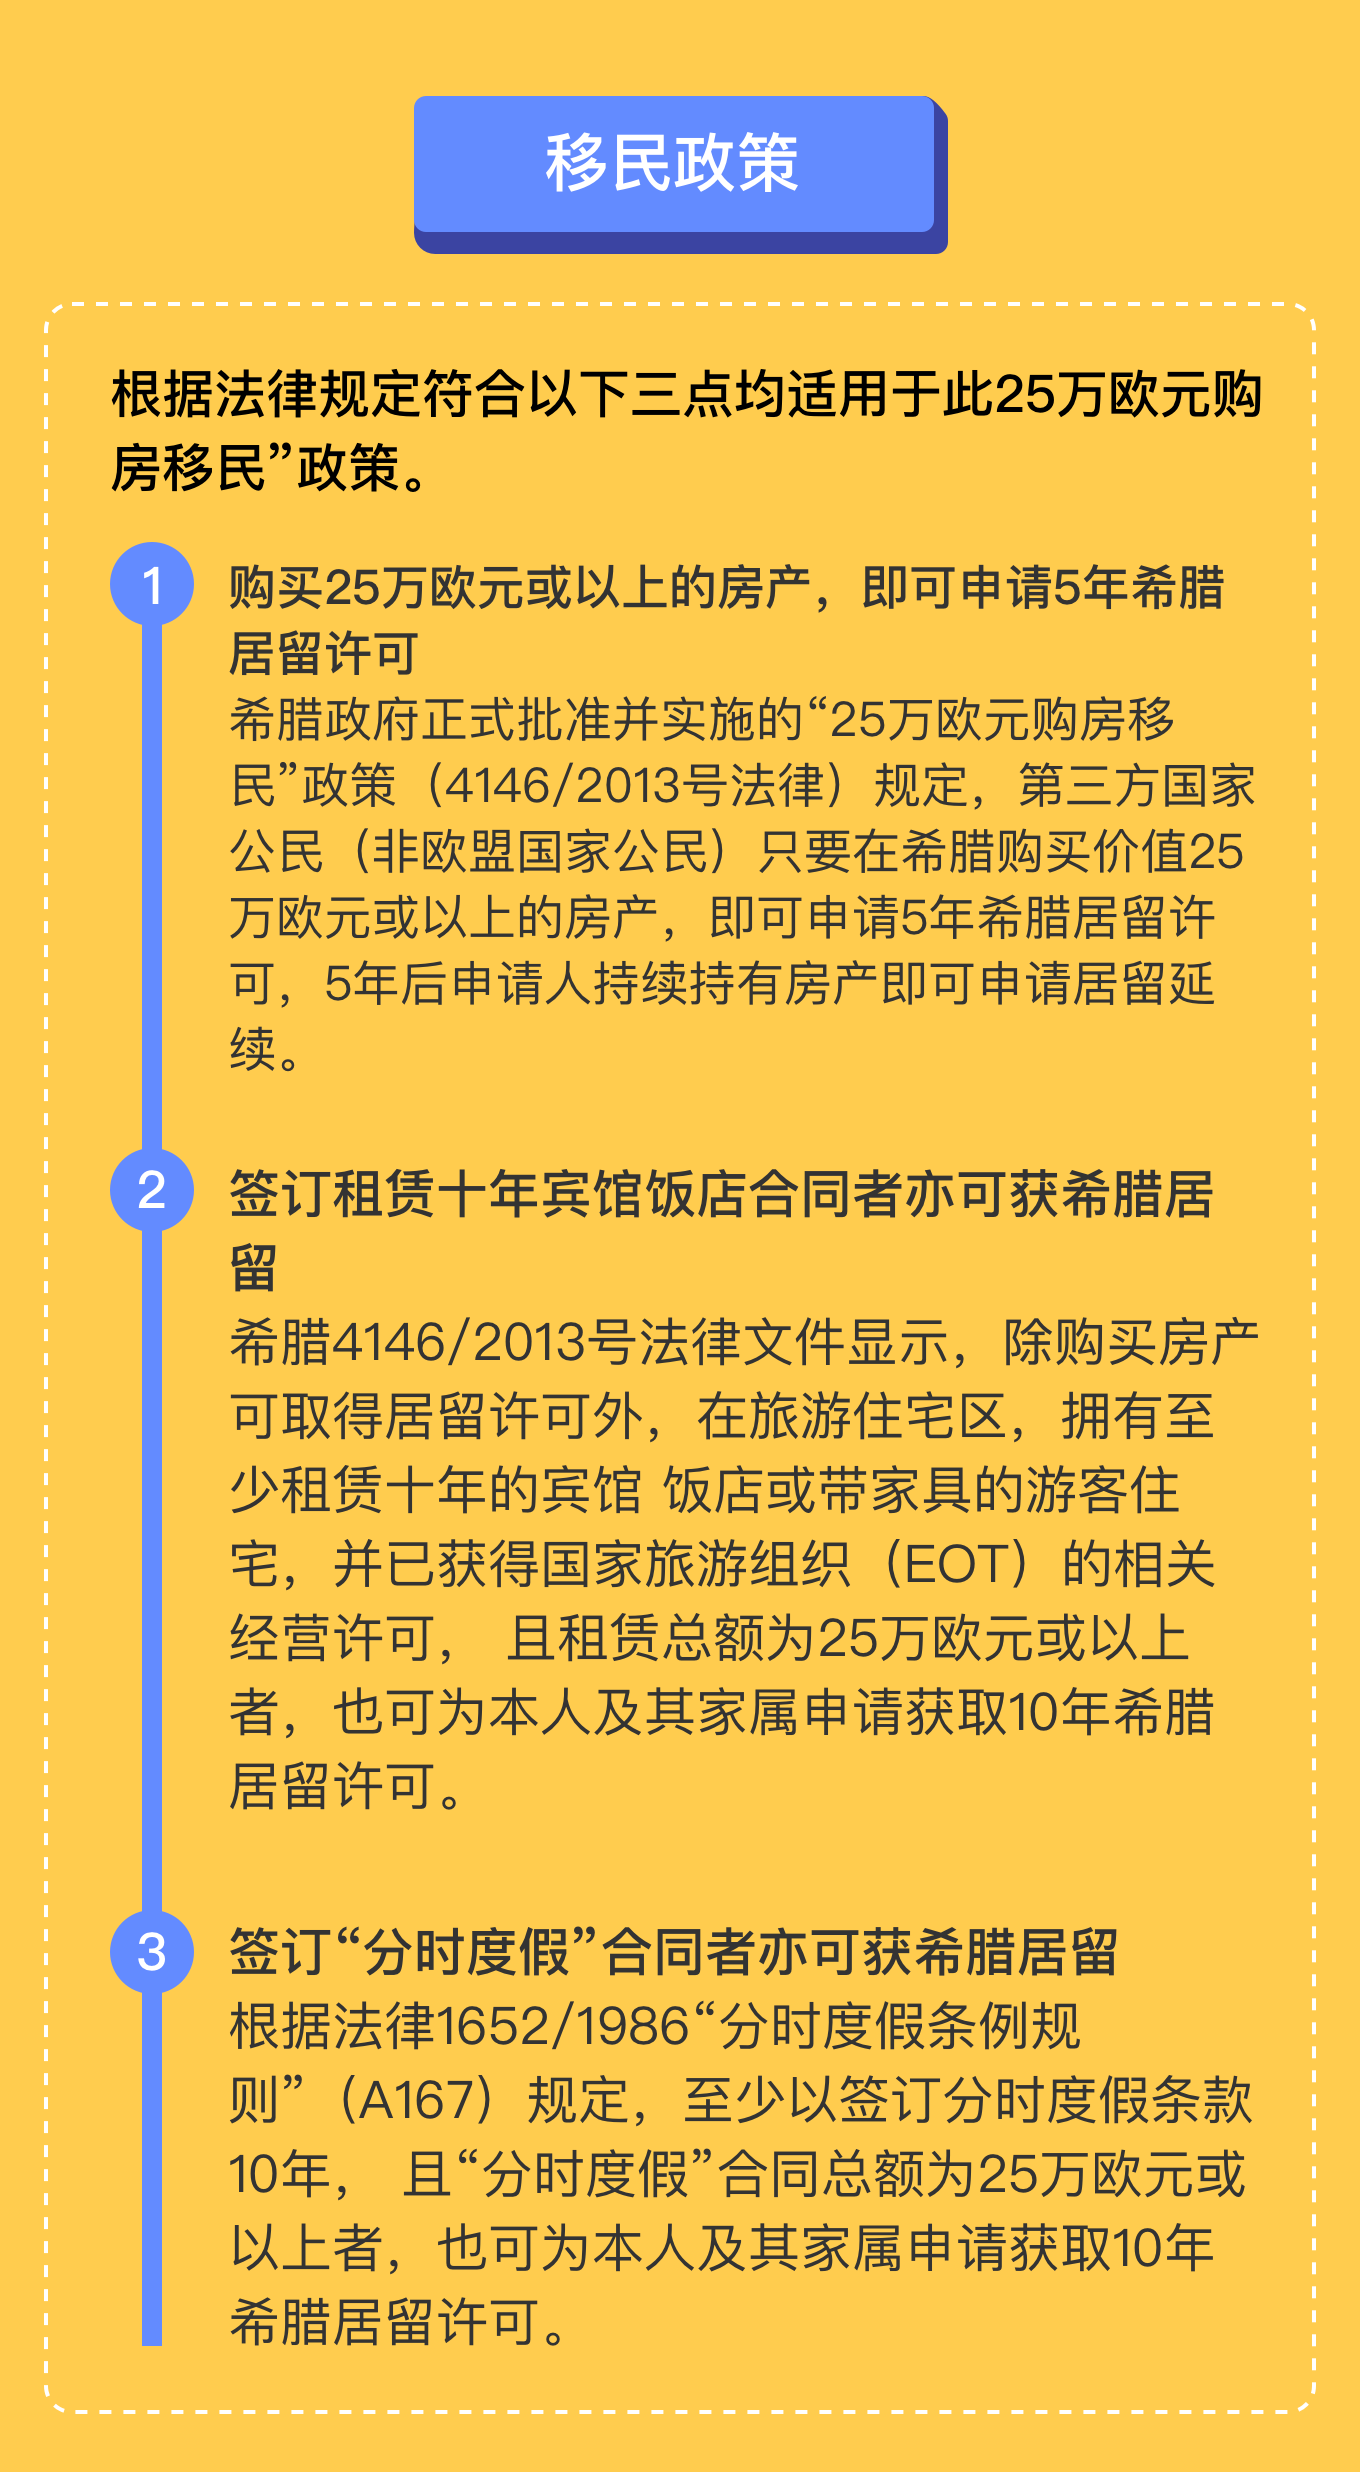 移民政策
根据法律规定符合以下三点均适用于此25万欧元购
房移民”政策。
1
购买25万欧元或以上的房产，即可申请5年希腊
居留许可
希腊政府正式批准并实施的“25万欧元购房移
民”政策（4146/2013号法律）规定，第三方国家
公民（非欧盟国家公民）只要在希腊购买价值25
万欧元或以上的房产，即可申请5年希腊居留许
可，5年后申请人持续持有房产即可申请居留延
续。
2
签订租赁十年宾馆饭店合同者亦可获希腊居
留
希腊4146/2013号法律文件显示，除购买房产
可取得居留许可外，在旅游住宅区，拥有至
少租赁十年的宾馆 饭店或带家具的游客住
宅，并已获得国家旅游组织（EOT）的相关
经营许可， 且租赁总额为25万欧元或以上
者，也可为本人及其家属申请获取10年希腊
居留许可。
3
签订“分时度假”合同者亦可获希腊居留
根据法律1652/1986“分时度假条例规
则”（A167）规定，至少以签订分时度假条款
10年， 且“分时度假”合同总额为25万欧元或
以上者，也可为本人及其家属申请获取10年
希腊居留许可。